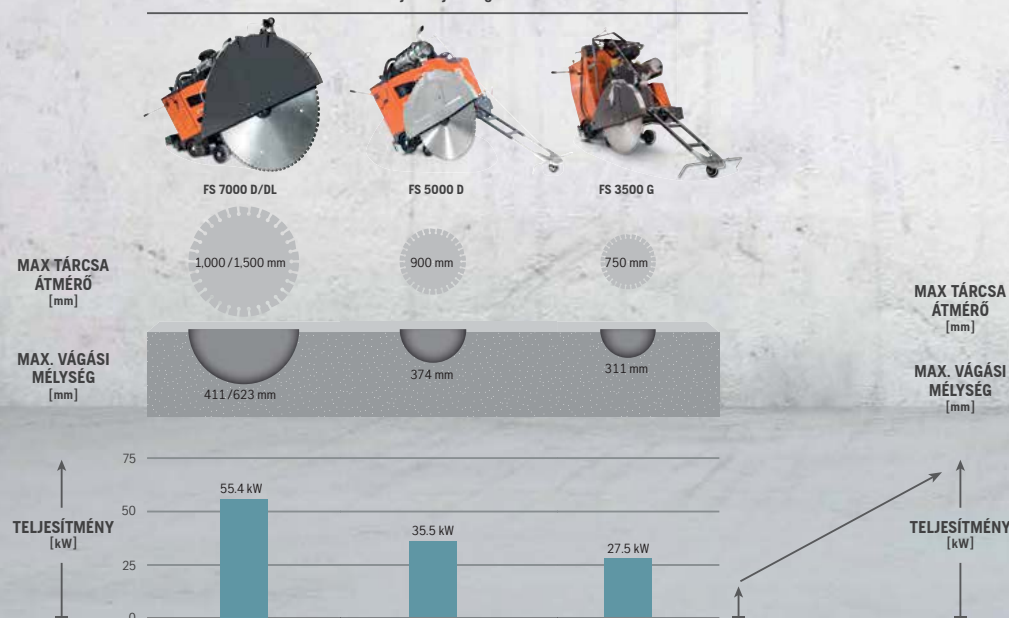 FS 7000 D/DL
FS 5000 D
FS 3500 G
MAX TÁRCSA
ÁTMÉRŐ
[mm]
1,000/1,500 mm
900 mm
750 mm
MAX TÁRCSA
ÁTMÉRŐ
[mm]
MAX. VÁGÁSI
MÉLYSÉG
[mm]
411/623 mm
374 mm
311 mm
MAX. VÁGÁSI
MÉLYSÉG
[mm]
TELJESÍTMÉNY
[kW]
75
50
25
0
55.4 kW
35.5 kW
27.5 kW
TELJESÍTMÉNY
[kW]